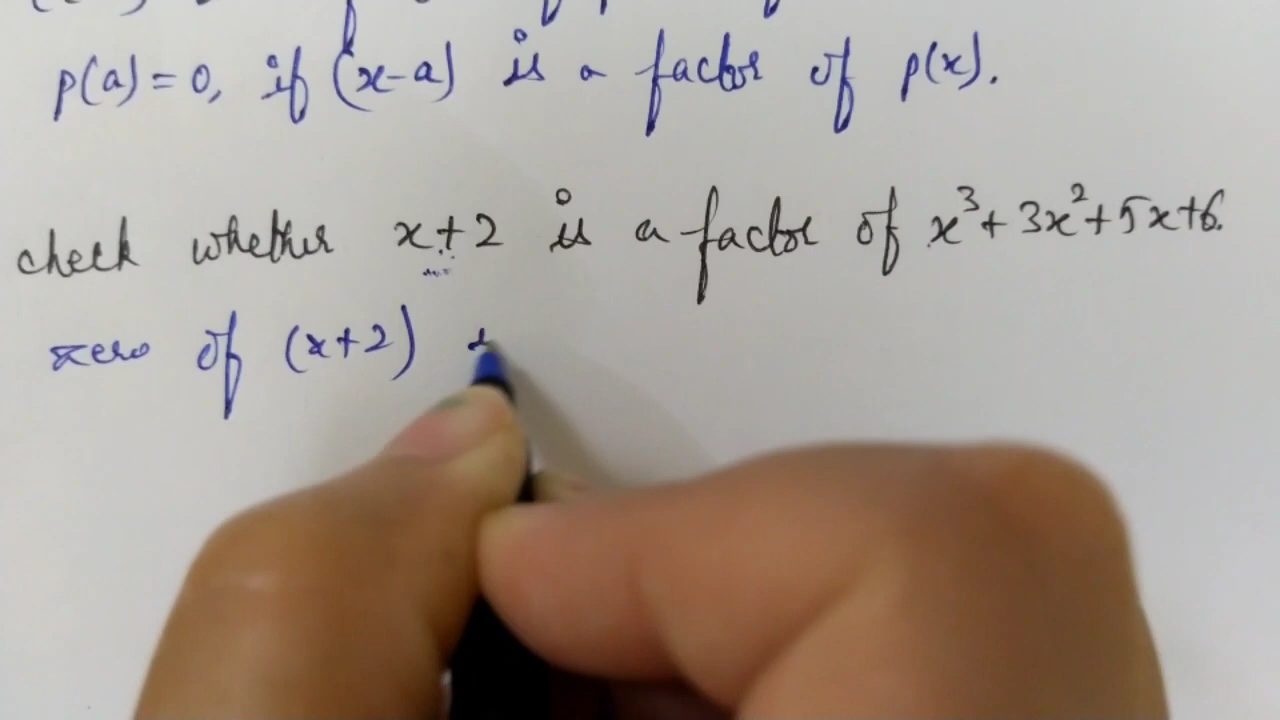 p(a) = 0, if (x-a) is a factor of p(x).
check whether x+2 is a factor of x³+3x²+5x+6.
zero of (x+2)